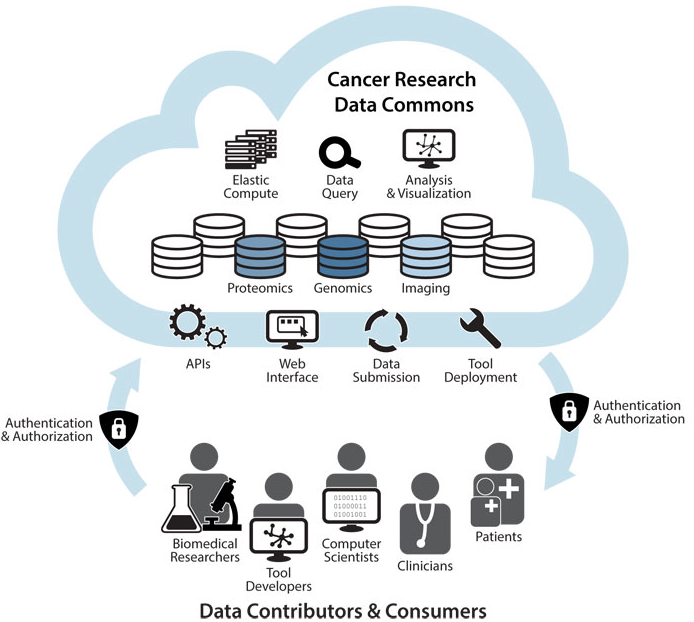 Cancer Research
Data Commons
Elastic
Compute
Data
Query
Analysis
& Visualization
Proteomics
Genomics
Imaging
APIs
Web
Interface
Data
Submission
Tool
Deployment
Authentication
& Authorization
Authentication
& Authorization
01001110
01000011
01001001
Biomedical
Researchers
Tool
Developers
Computer
Scientists
Clinicians
Patients
Data Contributors & Consumers